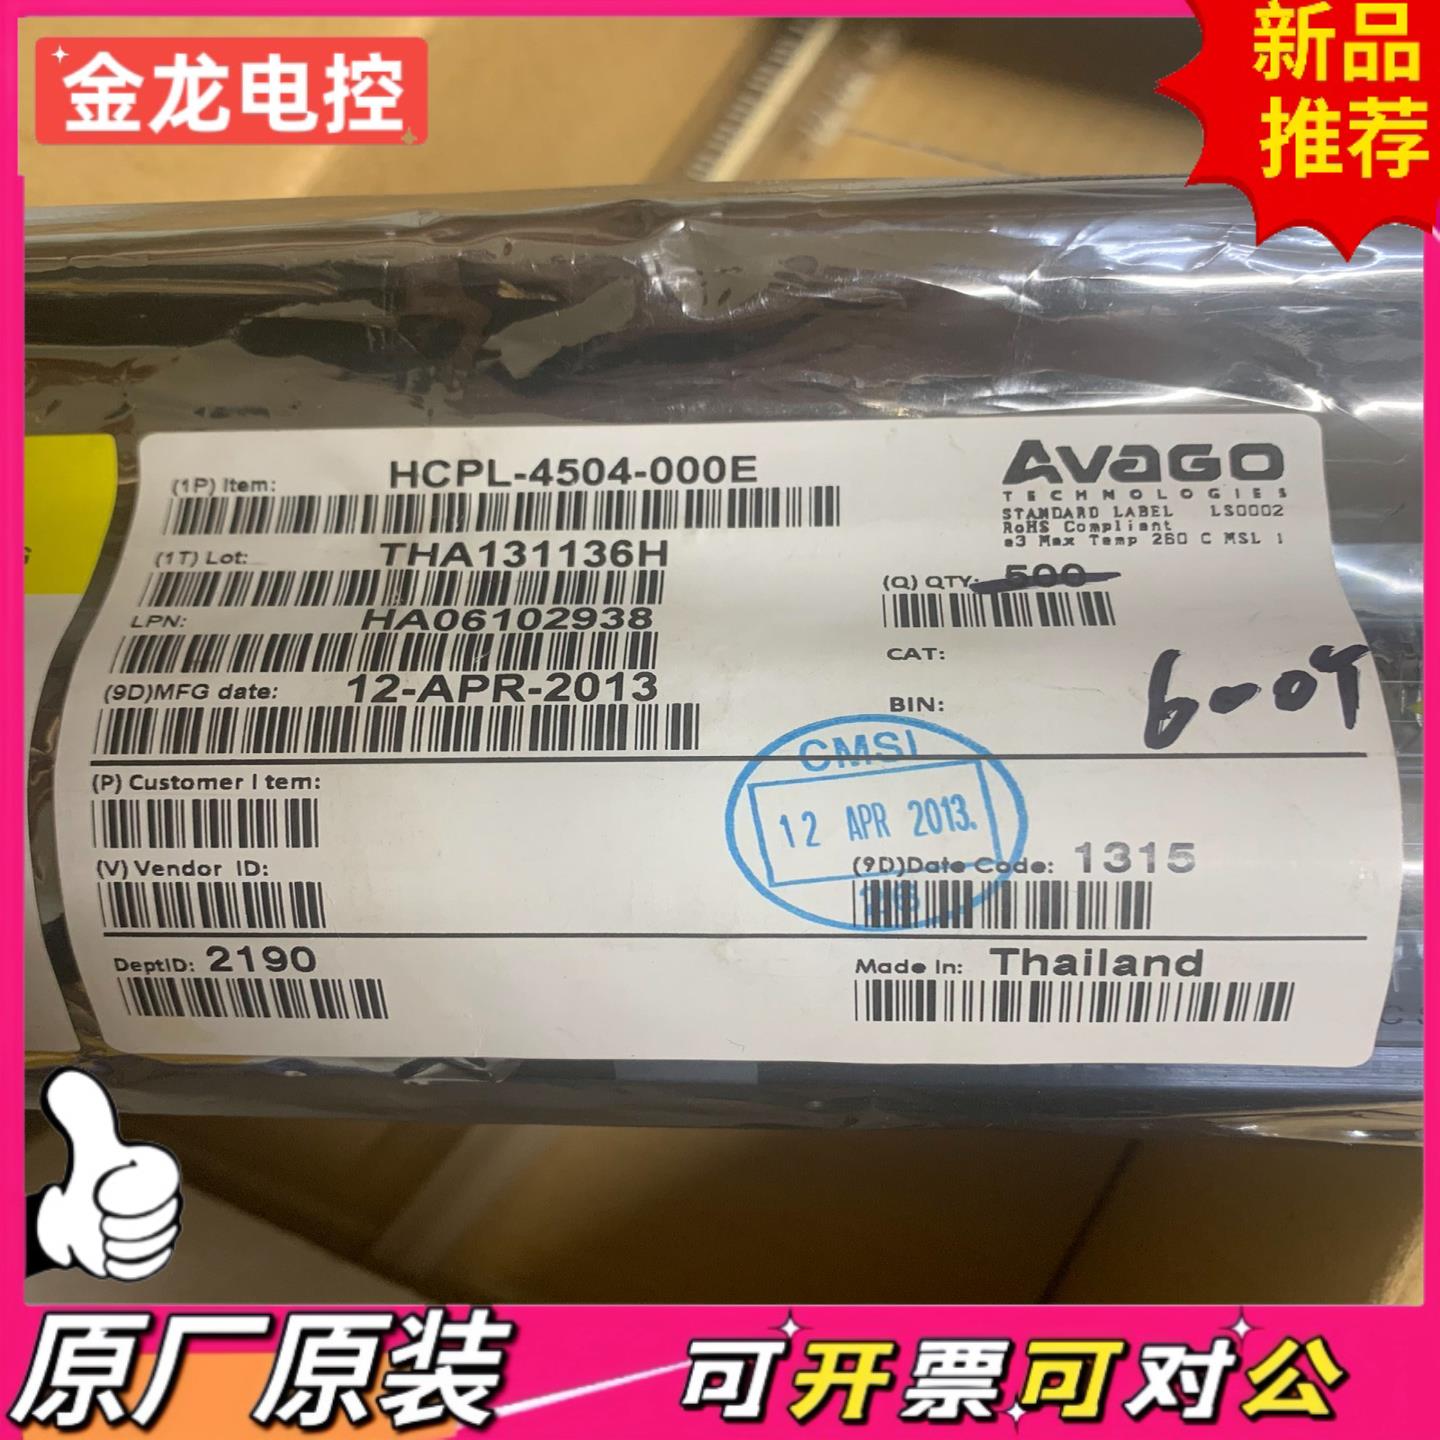 金龙电控
新品
推荐
(1P) Item: HCPL-4504-000E
AVAGO
TECHNOLOGIES
STANDARD LABEL LS0002
RoHS Compliant
e3 Max Temp 260 C MSL 1
(1T) Lot: THA131136H
(Q) QTY: 500
LPN: HA06102938
CAT:
(9D)MFG date: 12-APR-2013
BIN:
CMSI
12 APR 2013.
(P) Customer Item:
(V) Vendor ID:
(9D)Date Code: 1315
DeptID: 2190
Made In: Thailand
原厂原装
可开票可对公